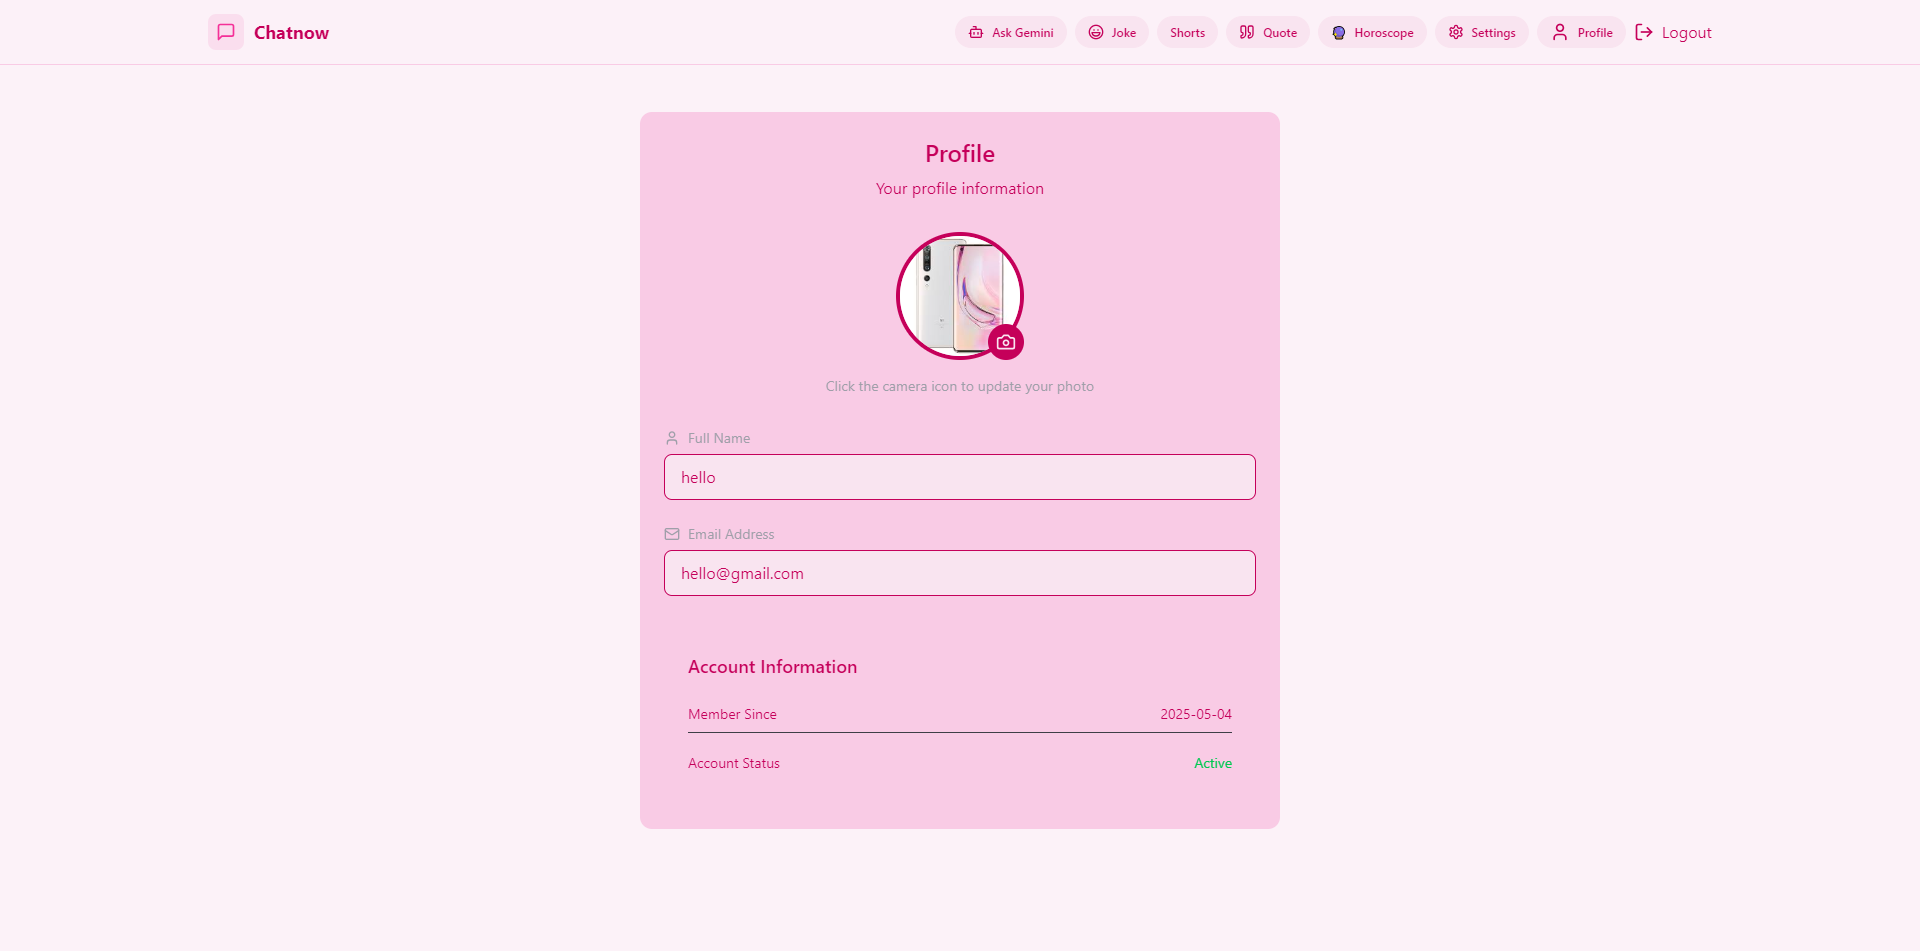 Chatnow
Ask Gemini Joke Shorts Quote Horoscope Settings Profile Logout
Profile
Your profile information
Click the camera icon to update your photo
Full Name
hello
Email Address
hello@gmail.com
Account Information
Member Since 2025-05-04
Account Status Active